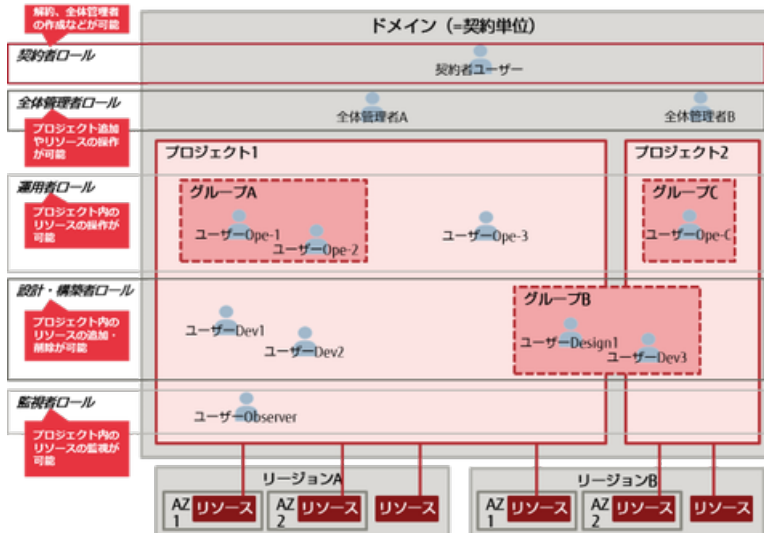 解約、全体管理者
の作成などが可能
ドメイン（=契約単位）
契約者ロール
契約者ユーザー
全体管理者ロール
全体管理者A
全体管理者B
プロジェクト追加
やリソースの操作
が可能
プロジェクト1
プロジェクト2
運用者ロール
プロジェクト内の
リソースの操作が
可能
グループA
ユーザーOpe-1
ユーザーOpe-2
ユーザーOpe-3
グループC
ユーザーOpe-C
設計・構築者ロール
プロジェクト内の
リソースの追加・
削除が可能
ユーザーDev1
ユーザーDev2
グループB
ユーザーDesign1
ユーザーDev3
監視者ロール
プロジェクト内の
リソースの監視が
可能
ユーザーObserver
リージョンA
AZ
1
リソース
AZ
2
リソース
リソース
リージョンB
AZ
1
リソース
AZ
2
リソース
リソース